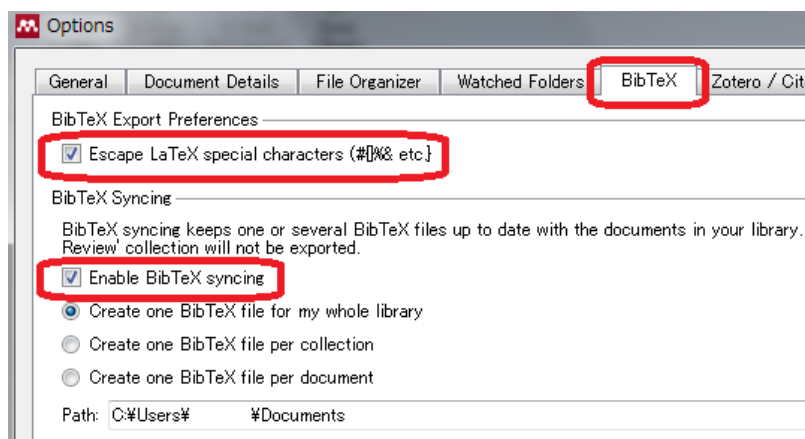 Options
General Document Details File Organizer Watched Folders BibTeX Zotero / Cit
BibTeX Export Preferences
Escape LaTeX special characters (#[]%& etc.}
BibTeX Syncing
BibTeX syncing keeps one or several BibTeX files up to date with the documents in your library.
Review' collection will not be exported.
Enable BibTeX syncing
Create one BibTeX file for my whole library
Create one BibTeX file per collection
Create one BibTeX file per document
Path: C:¥Users¥ ¥Documents